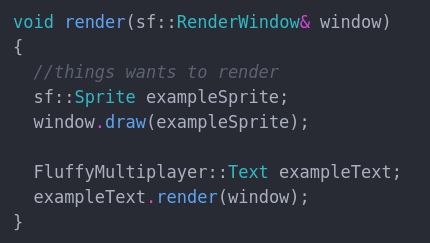 void render(sf::RenderWindow& window)
{
  //things wants to render
  sf::Sprite exampleSprite;
  window.draw(exampleSprite);

  FluffyMultiplayer::Text exampleText;
  exampleText.render(window);
}